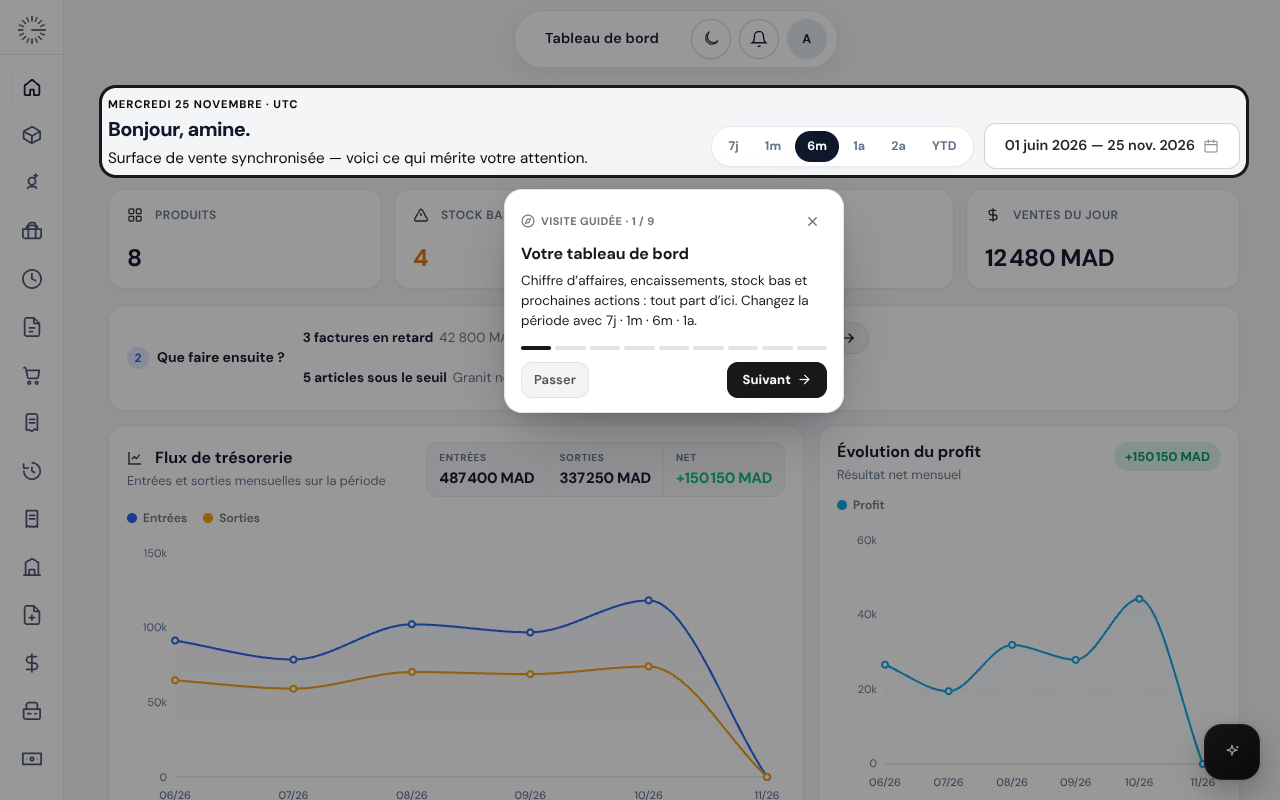 Tableau de bord
A
MERCREDI 25 NOVEMBRE · UTC
Bonjour, amine.
Surface de vente synchronisée — voici ce qui mérite votre attention.
7j 1m 6m 1a 2a YTD
01 juin 2026 — 25 nov. 2026
PRODUITS
8
STOCK BA
4
VENTES DU JOUR
12 480 MAD
VISITE GUIDÉE · 1 / 9
Votre tableau de bord
Chiffre d’affaires, encaissements, stock bas et
prochaines actions : tout part d’ici. Changez la
période avec 7j · 1m · 6m · 1a.
Passer
Suivant
2 Que faire ensuite ?
3 factures en retard 42 800 MA
5 articles sous le seuil Granit
Flux de trésorerie
Entrées et sorties mensuelles sur la période
ENTRÉES
487 400 MAD
SORTIES
337 250 MAD
NET
+150 150 MAD
Entrées Sorties
150k
100k
50k
0
06/26 07/26 08/26 09/26 10/26 11/26
Évolution du profit
Résultat net mensuel
+150 150 MAD
Profit
60k
40k
20k
0
06/26 07/26 08/26 09/26 10/26 11/26